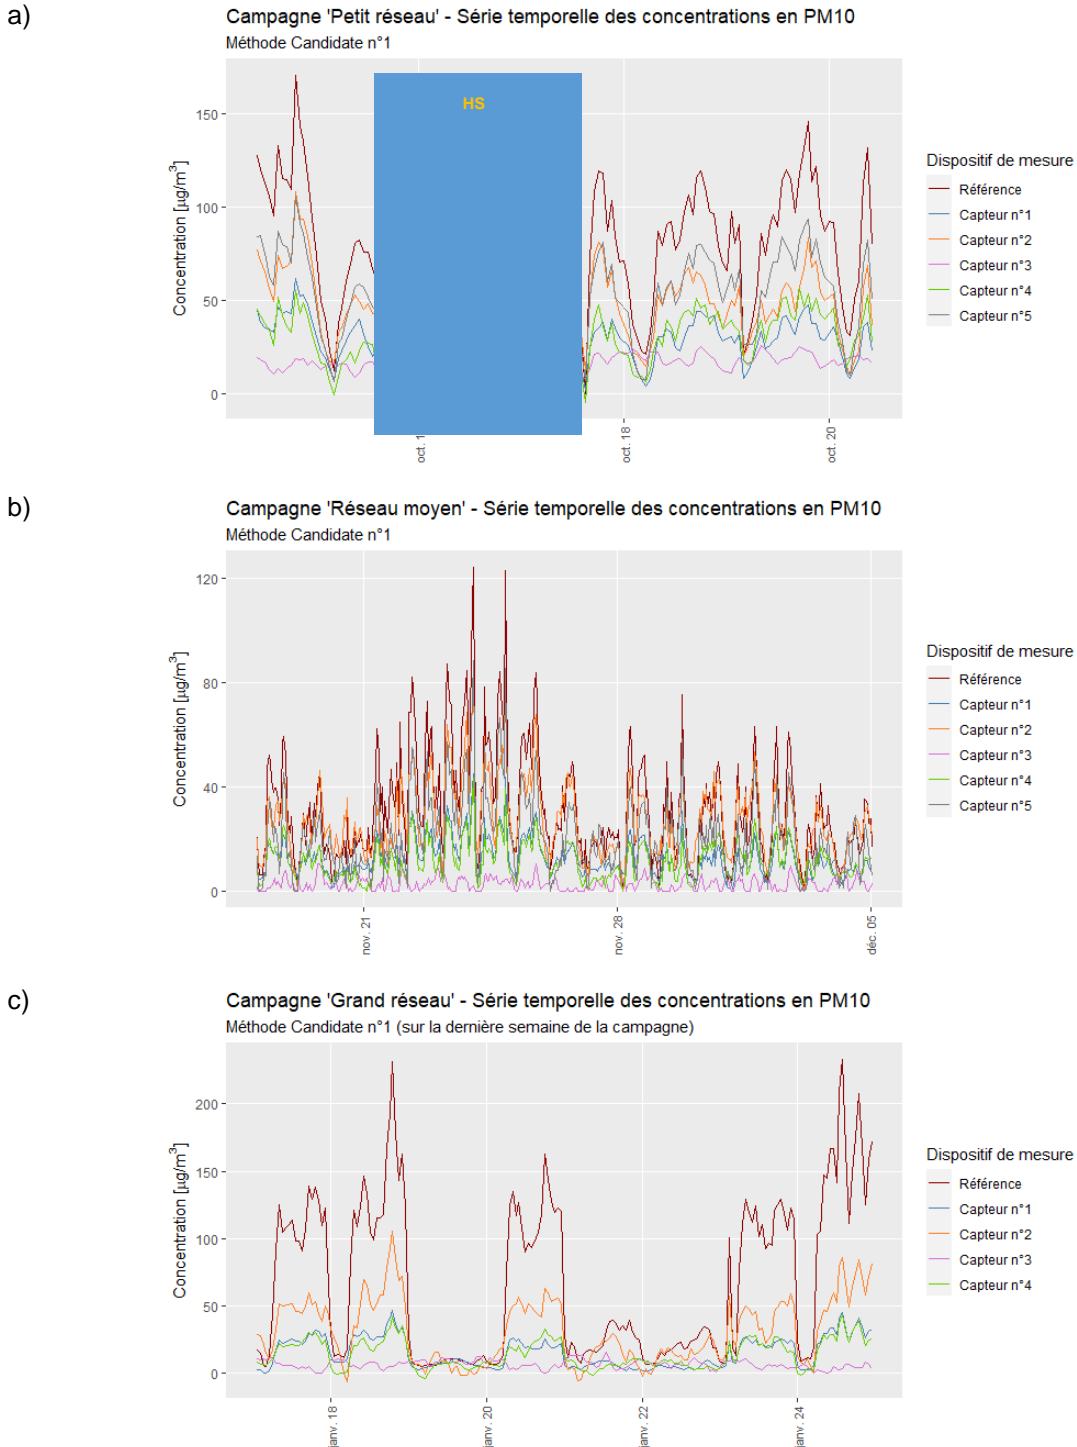 a)
Campagne 'Petit réseau' - Série temporelle des concentrations en PM10
Méthode Candidate n°1
HS
Concentration [µg/m³]
150
100
50
0
oct. 18
oct. 20
Dispositif de mesure
Référence
Capteur n°1
Capteur n°2
Capteur n°3
Capteur n°4
Capteur n°5
b)
Campagne 'Réseau moyen' - Série temporelle des concentrations en PM10
Méthode Candidate n°1
Concentration [µg/m³]
120
80
40
0
nov. 21
nov. 28
déc. 05
Dispositif de mesure
Référence
Capteur n°1
Capteur n°2
Capteur n°3
Capteur n°4
Capteur n°5
c)
Campagne 'Grand réseau' - Série temporelle des concentrations en PM10
Méthode Candidate n°1 (sur la dernière semaine de la campagne)
Concentration [µg/m³]
200
150
100
50
0
janv. 18
janv. 20
janv. 22
janv. 24
Dispositif de mesure
Référence
Capteur n°1
Capteur n°2
Capteur n°3
Capteur n°4